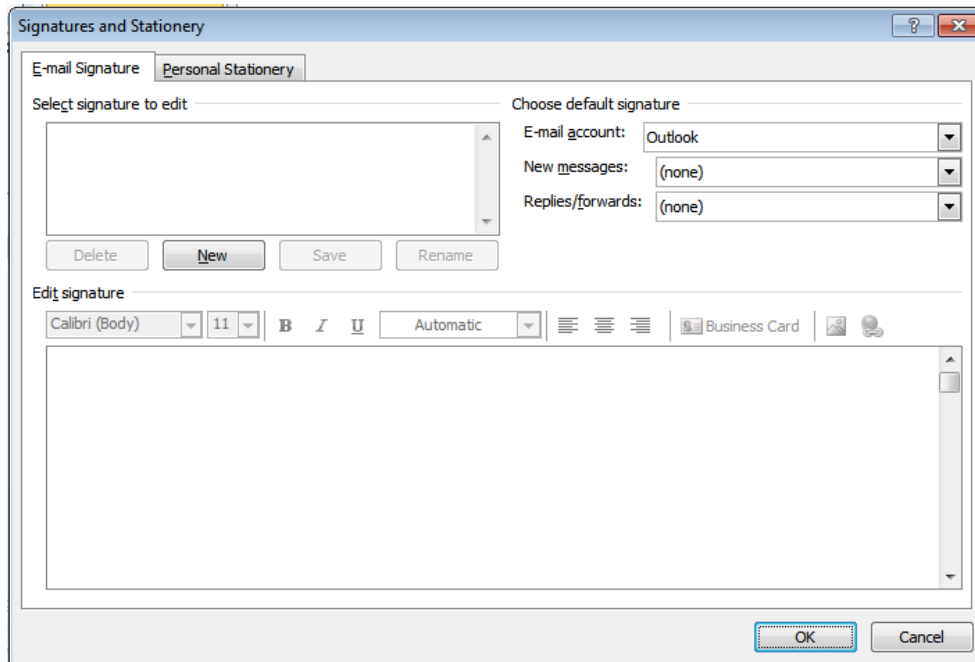 Signatures and Stationery
E-mail Signature
Personal Stationery
Select signature to edit
Choose default signature
E-mail account:
Outlook
New messages:
(none)
Replies/forwards:
(none)
Delete
New
Save
Rename
Edit signature
Calibri (Body)
11
B
I
U
Automatic
Business Card
OK
Cancel